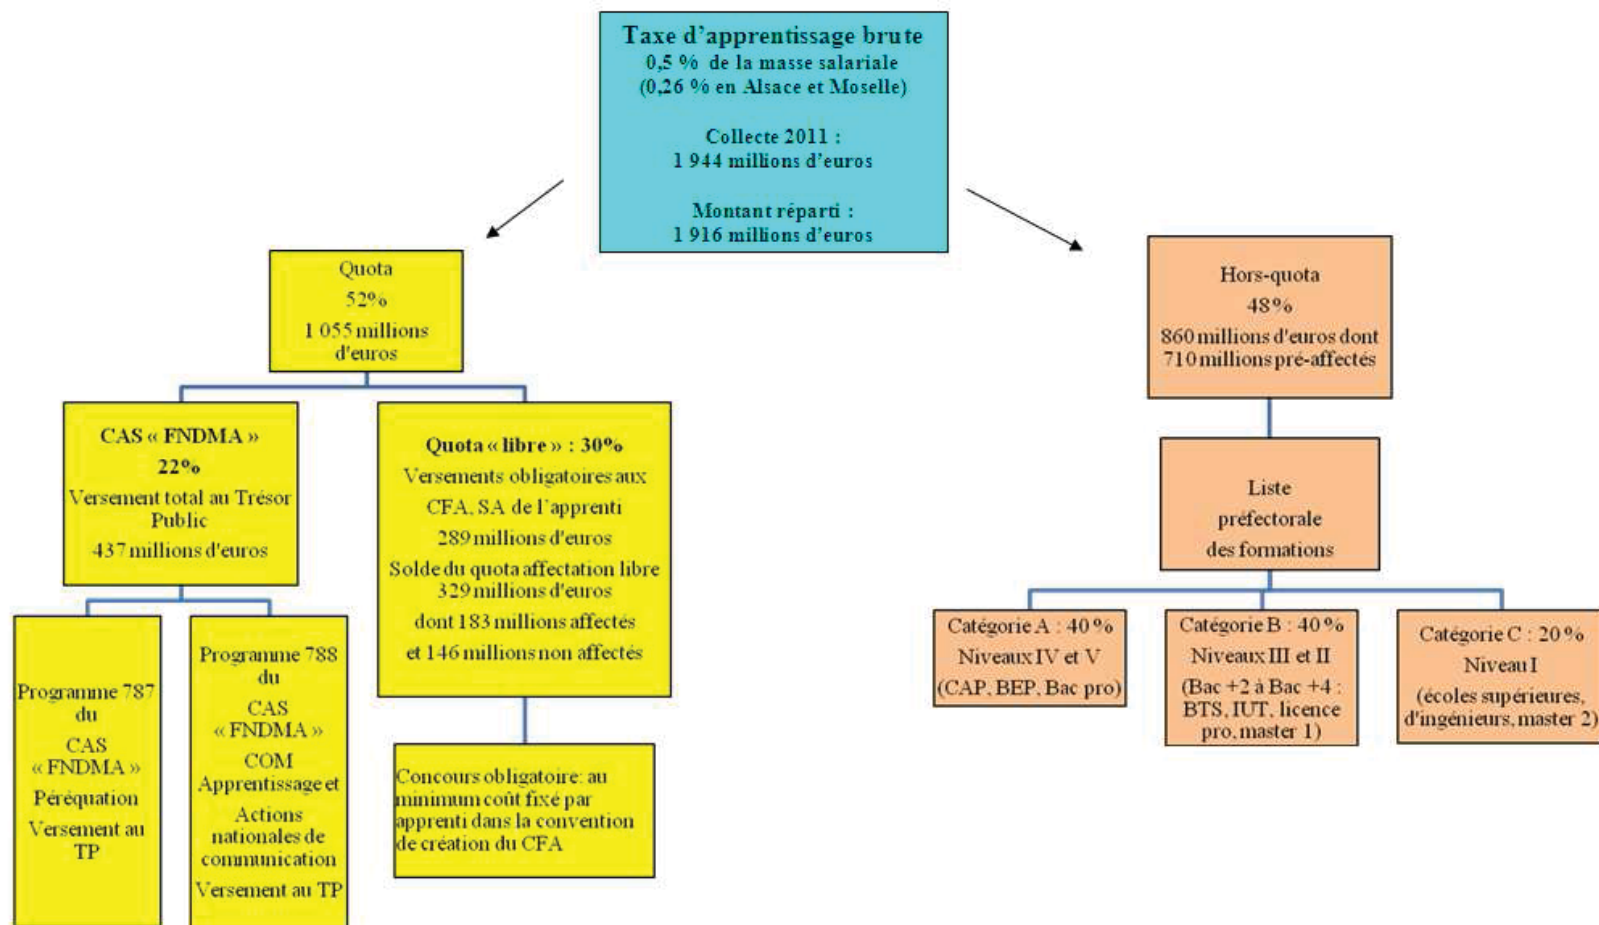 Taxe d’apprentissage brute
0,5 % de la masse salariale
(0,26 % en Alsace et Moselle)
Collecte 2011 :
1 944 millions d’euros
Montant réparti :
1 916 millions d’euros
Quota
52%
1 055 millions
d'euros
Hors-quota
48%
860 millions d'euros dont
710 millions pré-affectés
CAS « FNDMA »
22%
Versement total au Trésor
Public
437 millions d'euros
Quota « libre » : 30%
Versements obligatoires aux
CFA, SA de l’apprenti
289 millions d'euros
Solde du quota affectation libre
329 millions d'euros
dont 183 millions affectés
et 146 millions non affectés
Liste
préfectorale
des formations
Programme 787
du
CAS
« FNDMA »
Péréquation
Versement au
TP
Programme 788
du
CAS
« FNDMA »
COM
Apprentissage et
Actions
nationales de
communication
Versement au TP
Concours obligatoire: au
minimum coût fixé par
apprenti dans la convention
de création du CFA
Catégorie A : 40 %
Niveaux IV et V
(CAP, BEP, Bac pro)
Catégorie B : 40 %
Niveaux III et II
(Bac +2 à Bac +4 :
BTS, IUT, licence
pro, master 1)
Catégorie C : 20 %
Niveau I
(écoles supérieures,
d'ingénieurs, master 2)